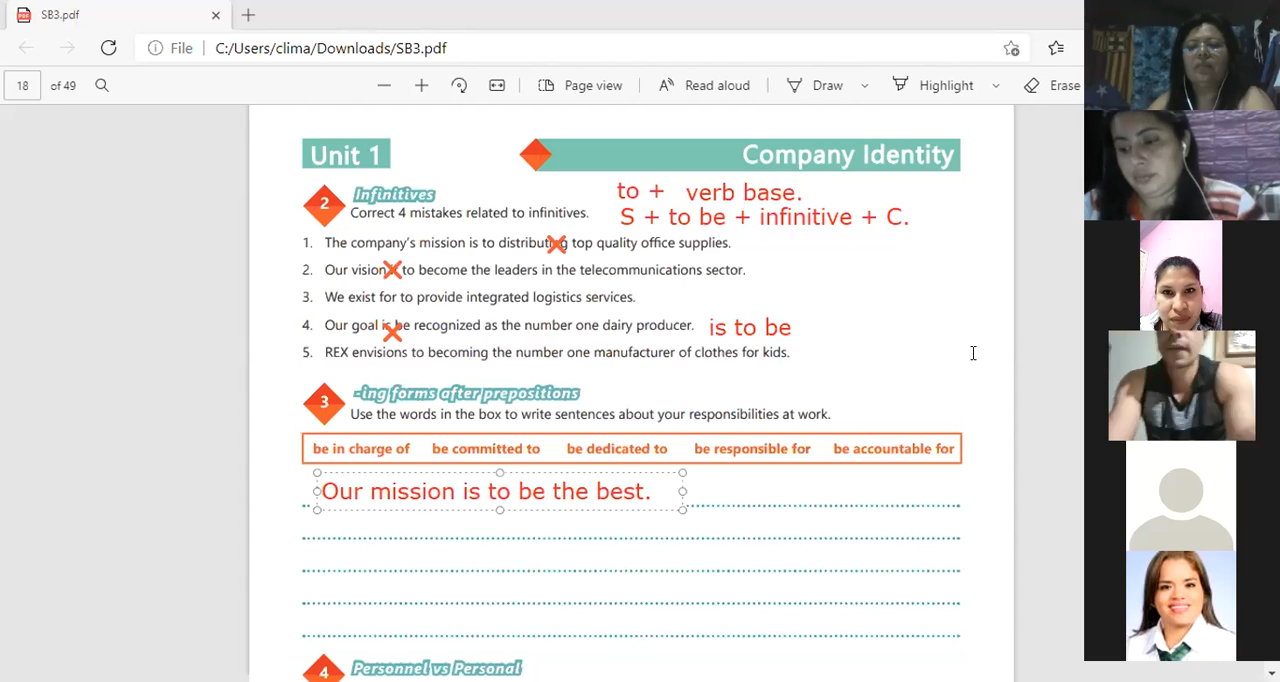 SB3.pdf
File
C:/Users/clima/Downloads/SB3.pdf
18 of 49
Page view
Read aloud
Draw
Highlight
Erase
Unit 1
Company Identity
2 Infinitives
to + verb base.
Correct 4 mistakes related to infinitives.
S + to be + infinitive + C.
1. The company's mission is to distributing top quality office supplies.
2. Our vision to become the leaders in the telecommunications sector.
3. We exist for to provide integrated logistics services.
4. Our goal is be recognized as the number one dairy producer. is to be
5. REX envisions to becoming the number one manufacturer of clothes for kids.
3 -ing forms after prepositions
Use the words in the box to write sentences about your responsibilities at work.
be in charge of be committed to be dedicated to be responsible for be accountable for
Our mission is to be the best.
4 Personnel vs Personal